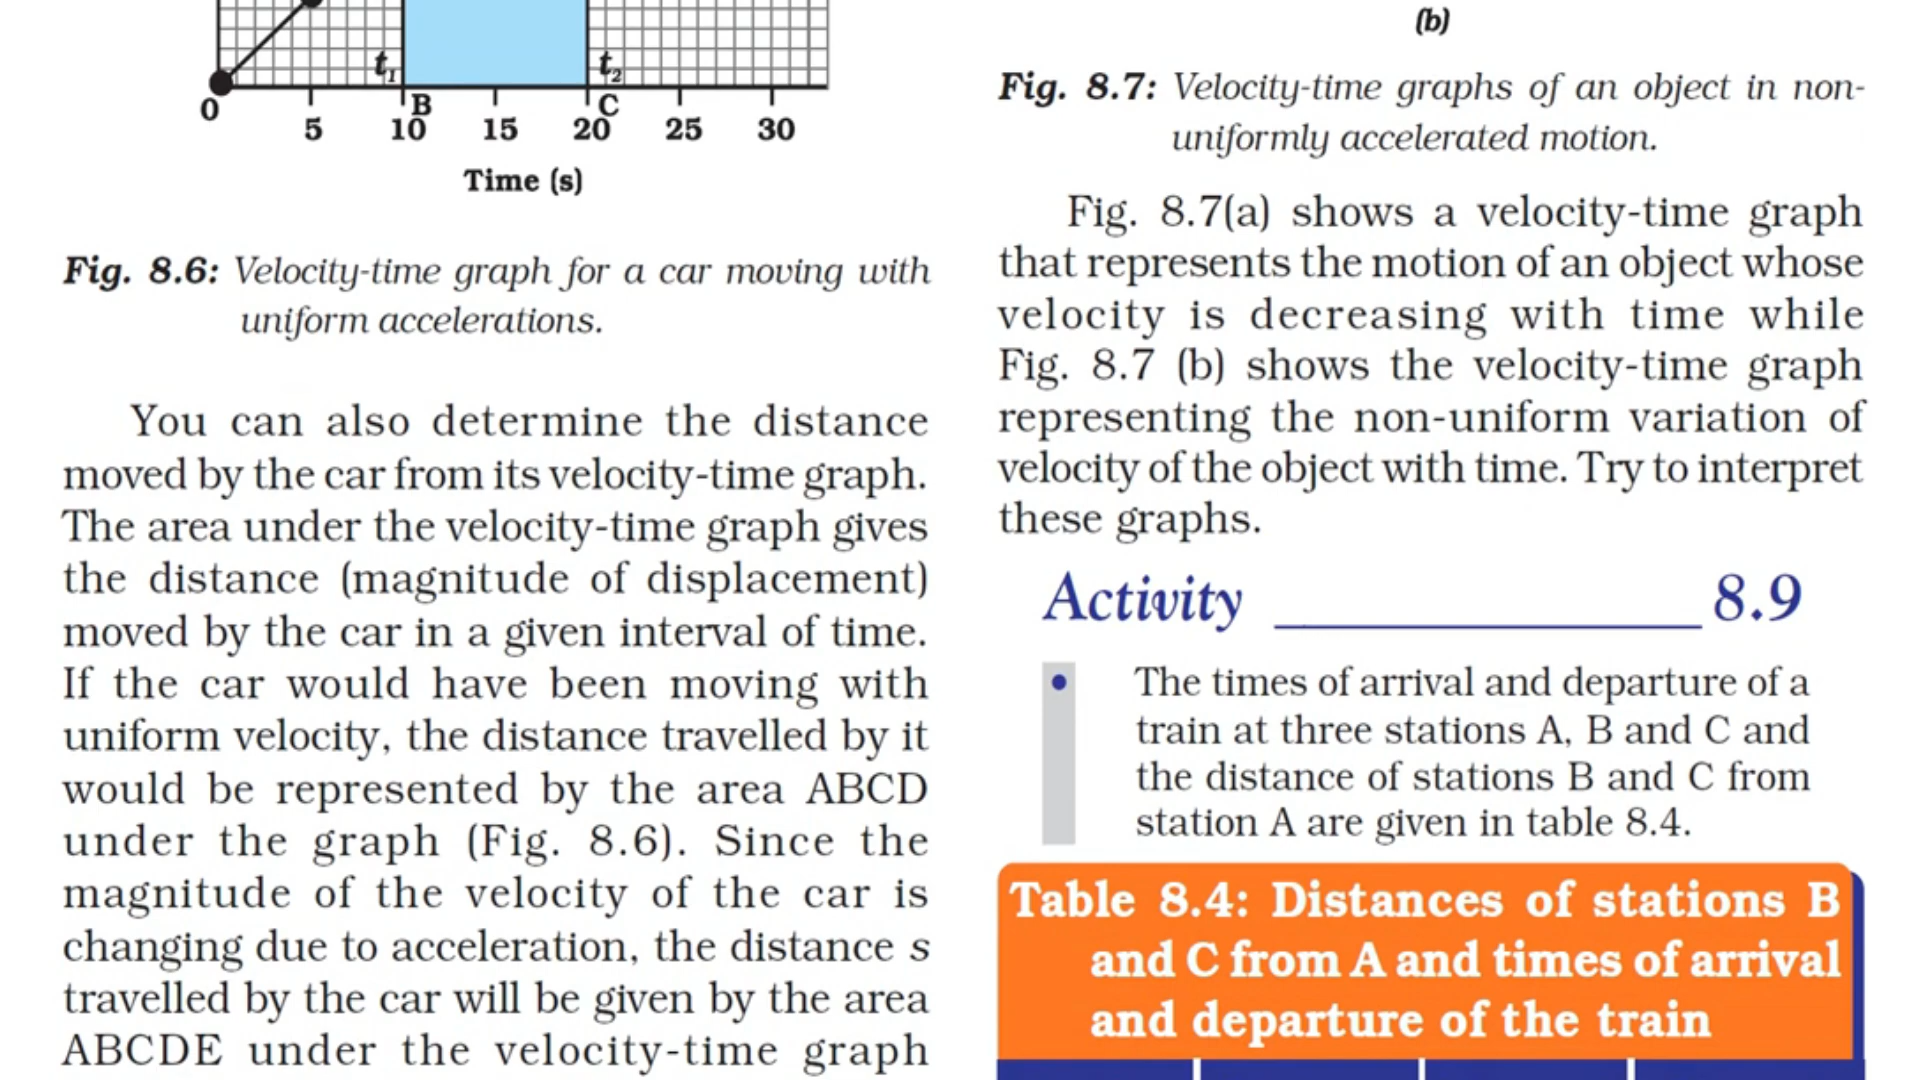 t1
t2
0
B
C
5 10 15 20 25 30
Time (s)
Fig. 8.6: Velocity-time graph for a car moving with
uniform accelerations.
You can also determine the distance
moved by the car from its velocity-time graph.
The area under the velocity-time graph gives
the distance (magnitude of displacement)
moved by the car in a given interval of time.
If the car would have been moving with
uniform velocity, the distance travelled by it
would be represented by the area ABCD
under the graph (Fig. 8.6). Since the
magnitude of the velocity of the car is
changing due to acceleration, the distance s
travelled by the car will be given by the area
ABCDE under the velocity-time graph
(b)
Fig. 8.7: Velocity-time graphs of an object in non-
uniformly accelerated motion.
Fig. 8.7(a) shows a velocity-time graph
that represents the motion of an object whose
velocity is decreasing with time while
Fig. 8.7 (b) shows the velocity-time graph
representing the non-uniform variation of
velocity of the object with time. Try to interpret
these graphs.
Activity 8.9
• The times of arrival and departure of a
train at three stations A, B and C and
the distance of stations B and C from
station A are given in table 8.4.
Table 8.4: Distances of stations B
and C from A and times of arrival
and departure of the train